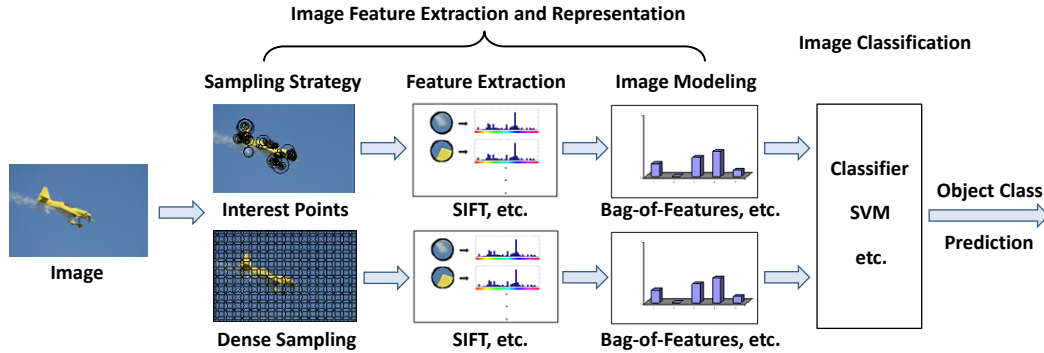 Image Feature Extraction and Representation
Image Classification
Sampling Strategy
Feature Extraction
Image Modeling
Interest Points
SIFT, etc.
Bag-of-Features, etc.
Image
Dense Sampling
SIFT, etc.
Bag-of-Features, etc.
Classifier
SVM
etc.
Object Class
Prediction